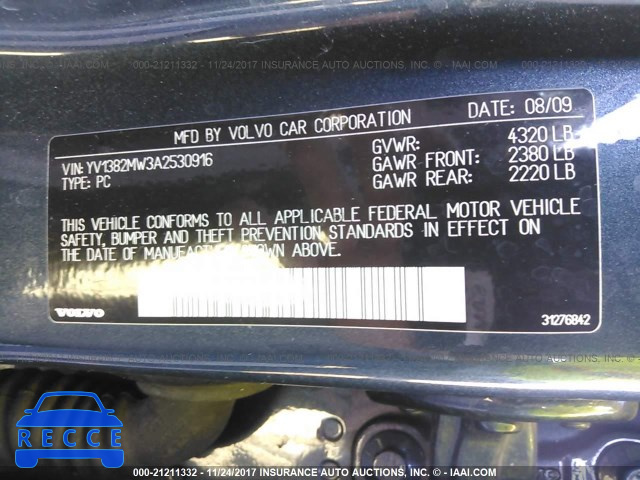 000-21211332 - 11/24/2017 INSURANCE AUTO AUCTIONS, INC. © - IAAI.COM
MFD BY VOLVO CAR CORPORATION DATE: 08/09
VIN: YV1382MW3A2530916
TYPE: PC
GVWR: 4320 LB
GAWR FRONT: 2380 LB
GAWR REAR: 2220 LB
THIS VEHICLE CONFORMS TO ALL APPLICABLE FEDERAL MOTOR VEHICLE
SAFETY, BUMPER AND THEFT PREVENTION STANDARDS IN EFFECT ON
THE DATE OF MANUFACTURE SHOWN ABOVE.
VOLVO
31276842
RECCE
000-21211332 - 11/24/2017 INSURANCE AUTO AUCTIONS, INC. © - IAAI.COM